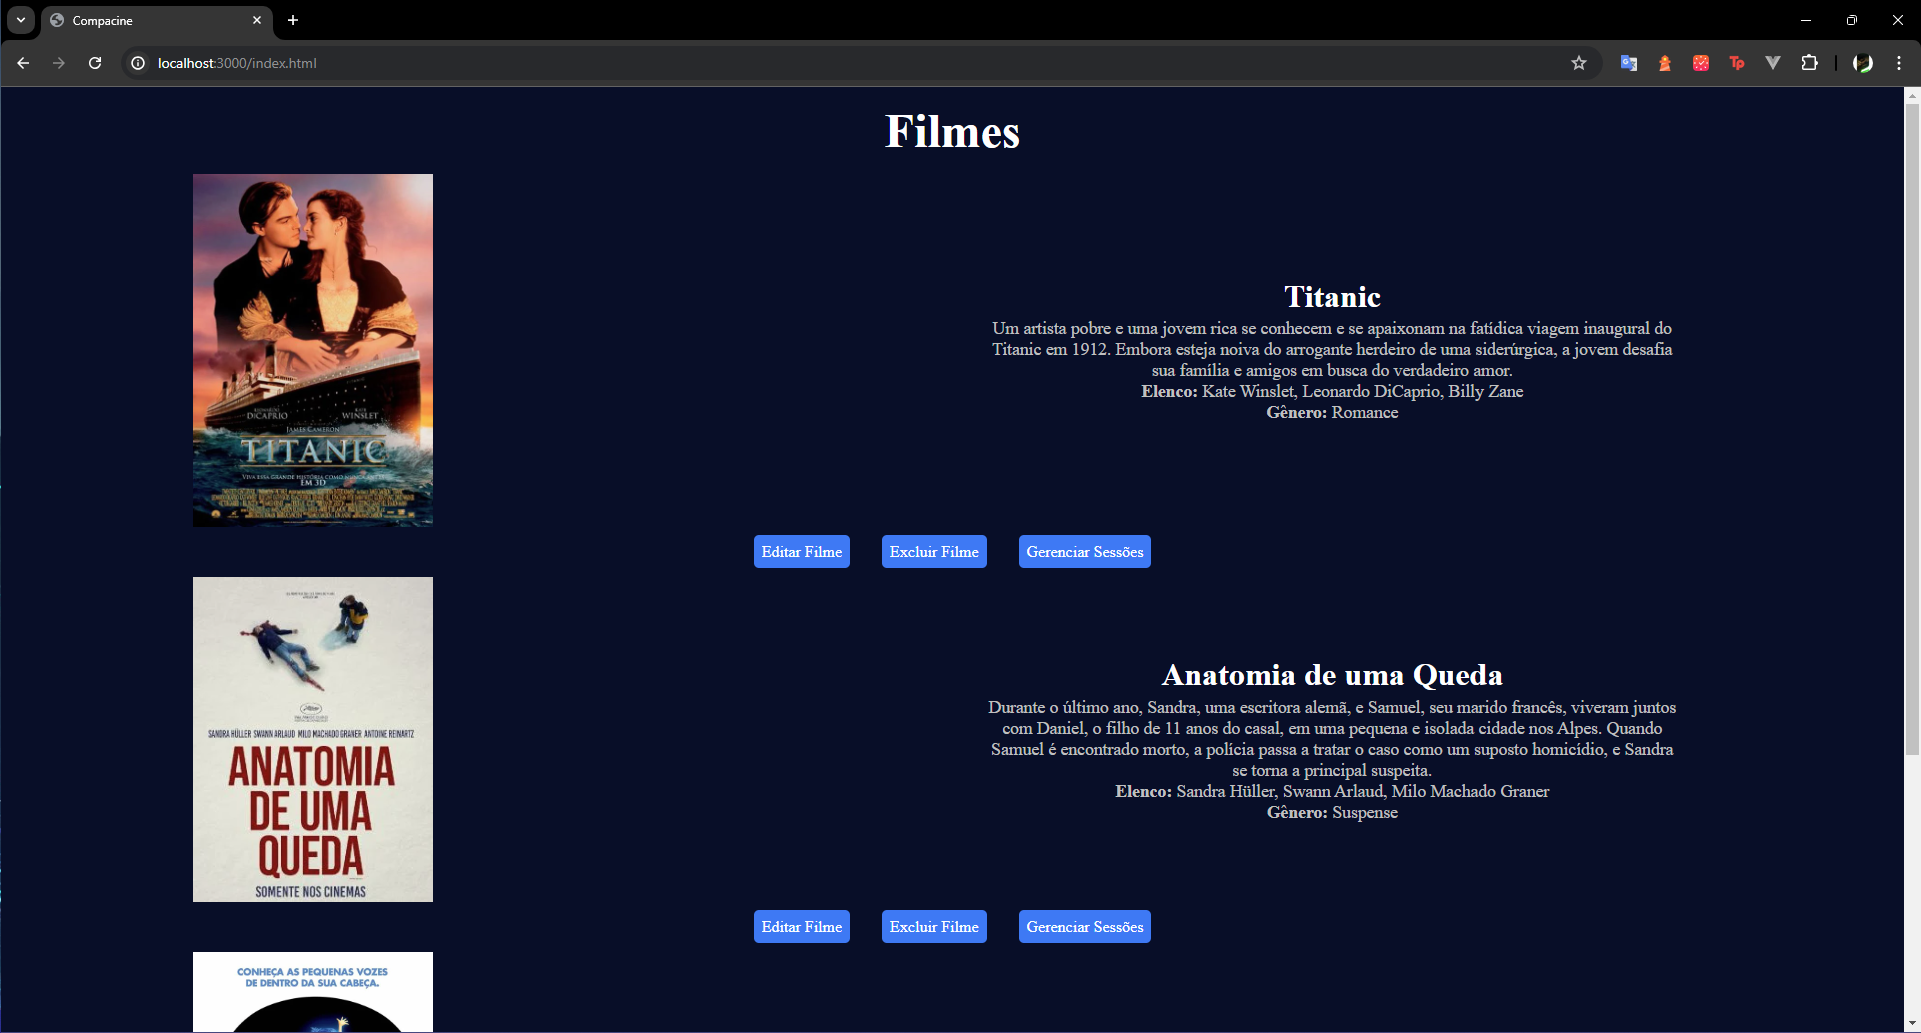 Compacine
localhost:3000/index.html
Filmes
DiCAPRIO
WINSLET
JAMES CAMERON
TITANIC
EM 3D
Titanic
Um artista pobre e uma jovem rica se conhecem e se apaixonam na fatídica viagem inaugural do
Titanic em 1912. Embora esteja noiva do arrogante herdeiro de uma siderúrgica, a jovem desafia
sua família e amigos em busca do verdadeiro amor.
Elenco: Kate Winslet, Leonardo DiCaprio, Billy Zane
Gênero: Romance
Editar Filme
Excluir Filme
Gerenciar Sessões
SANDRA HÜLLER SWANN ARLAUD MILO MACHADO GRANER ANTOINE REINARTZ
ANATOMIA
DE UMA
QUEDA
SOMENTE NOS CINEMAS
Anatomia de uma Queda
Durante o último ano, Sandra, uma escritora alemã, e Samuel, seu marido francês, viveram juntos
com Daniel, o filho de 11 anos do casal, em uma pequena e isolada cidade nos Alpes. Quando
Samuel é encontrado morto, a polícia passa a tratar o caso como um suposto homicídio, e Sandra
se torna a principal suspeita.
Elenco: Sandra Hüller, Swann Arlaud, Milo Machado Graner
Gênero: Suspense
Editar Filme
Excluir Filme
Gerenciar Sessões
CONHEÇA AS PEQUENAS VOZES
DE DENTRO DA SUA CABEÇA.